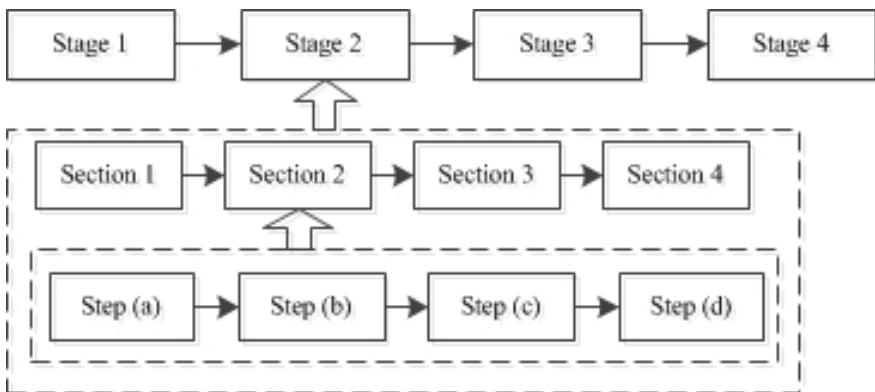 Stage 1
Stage 2
Stage 3
Stage 4
Section 1
Section 2
Section 3
Section 4
Step (a)
Step (b)
Step (c)
Step (d)